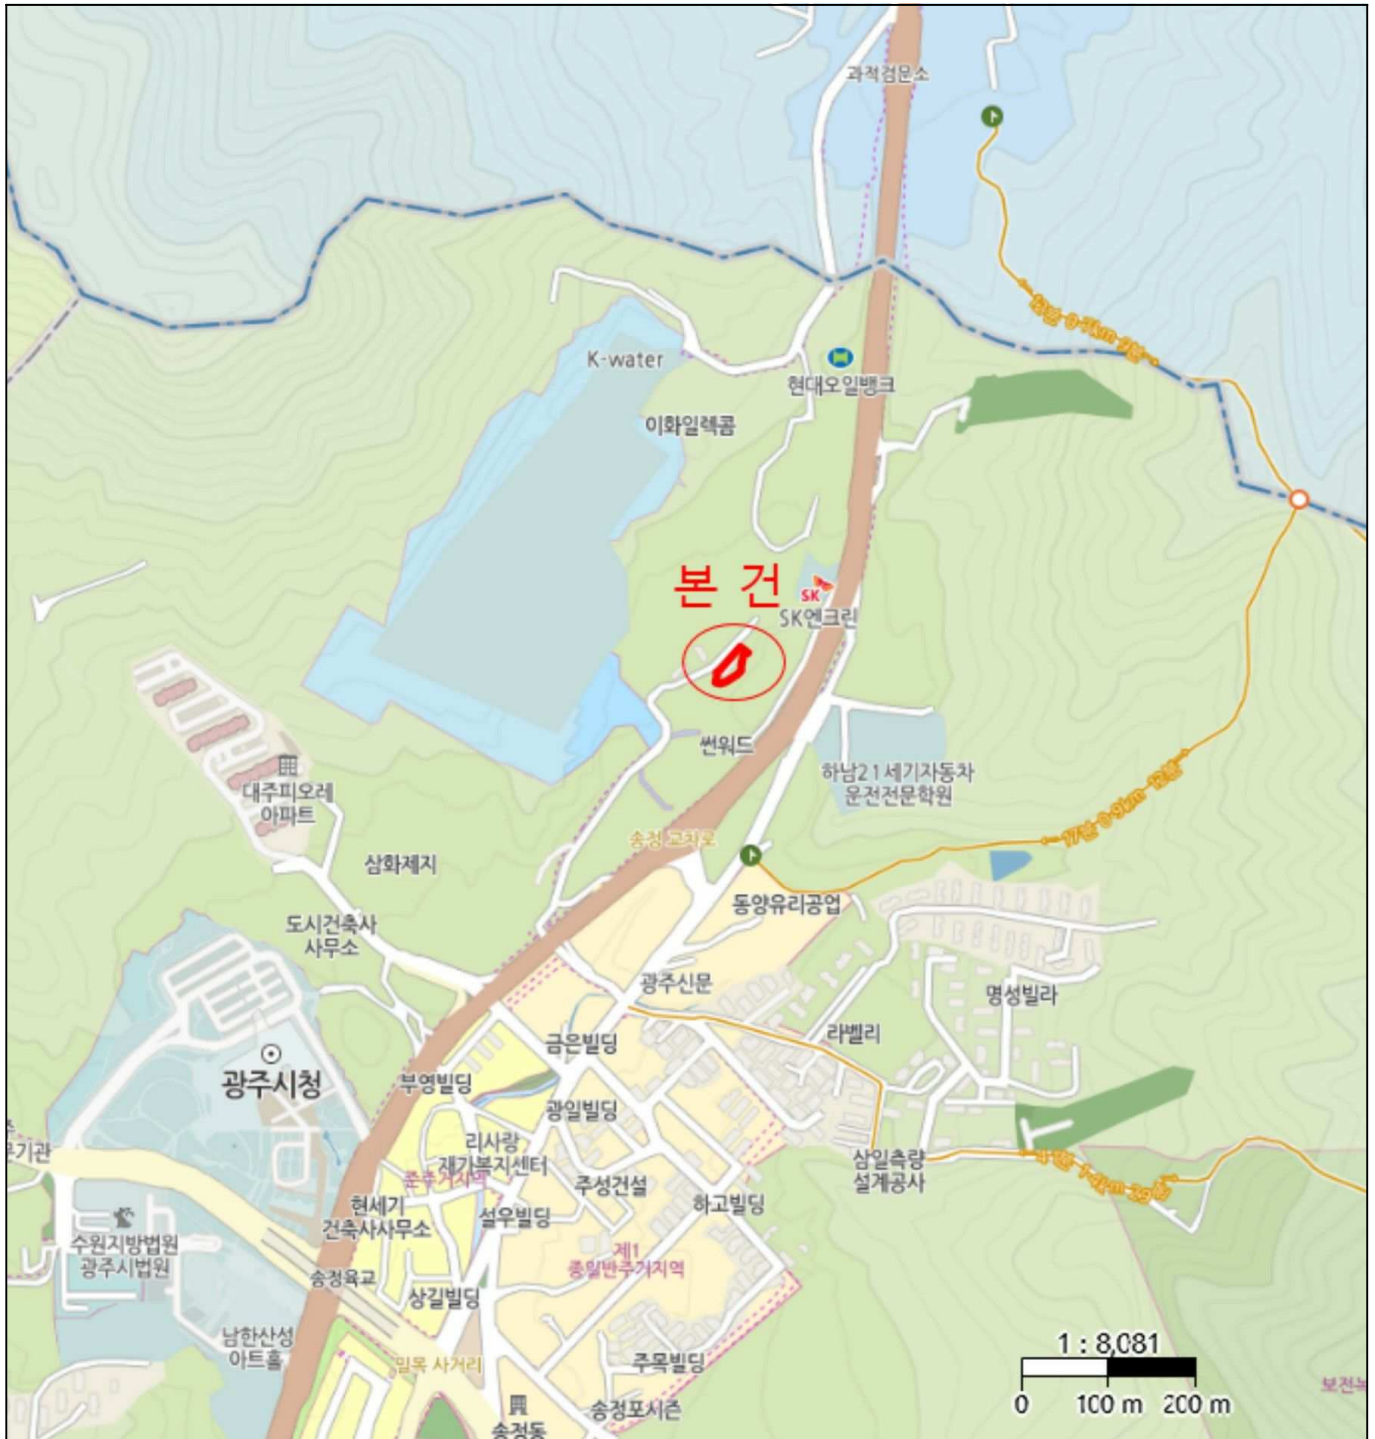 과적검문소
K-water
현대오일뱅크
이화일렉콤
본 건
SK
SK엔크린
썬워드
하남21세기자동차
운전전문학원
대주피오레
아파트
송정 교차로
삼화제지
동양유리공업
도시건축사
사무소
광주신문
명성빌라
라벨리
금은빌딩
광주시청
부영빌딩
광일빌딩
리사랑
재가복지센터
준주거지역
삼일측량
설계공사
주성건설
현세기
건축사사무소
설우빌딩
하고빌딩
수원지방법원
광주시법원
제1
종일반주거지역
송정육교
상길빌딩
남한산성
아트홀
밀목 사거리
주목빌딩
송정포시즌
송정동
1 : 8,081
0 100 m 200 m